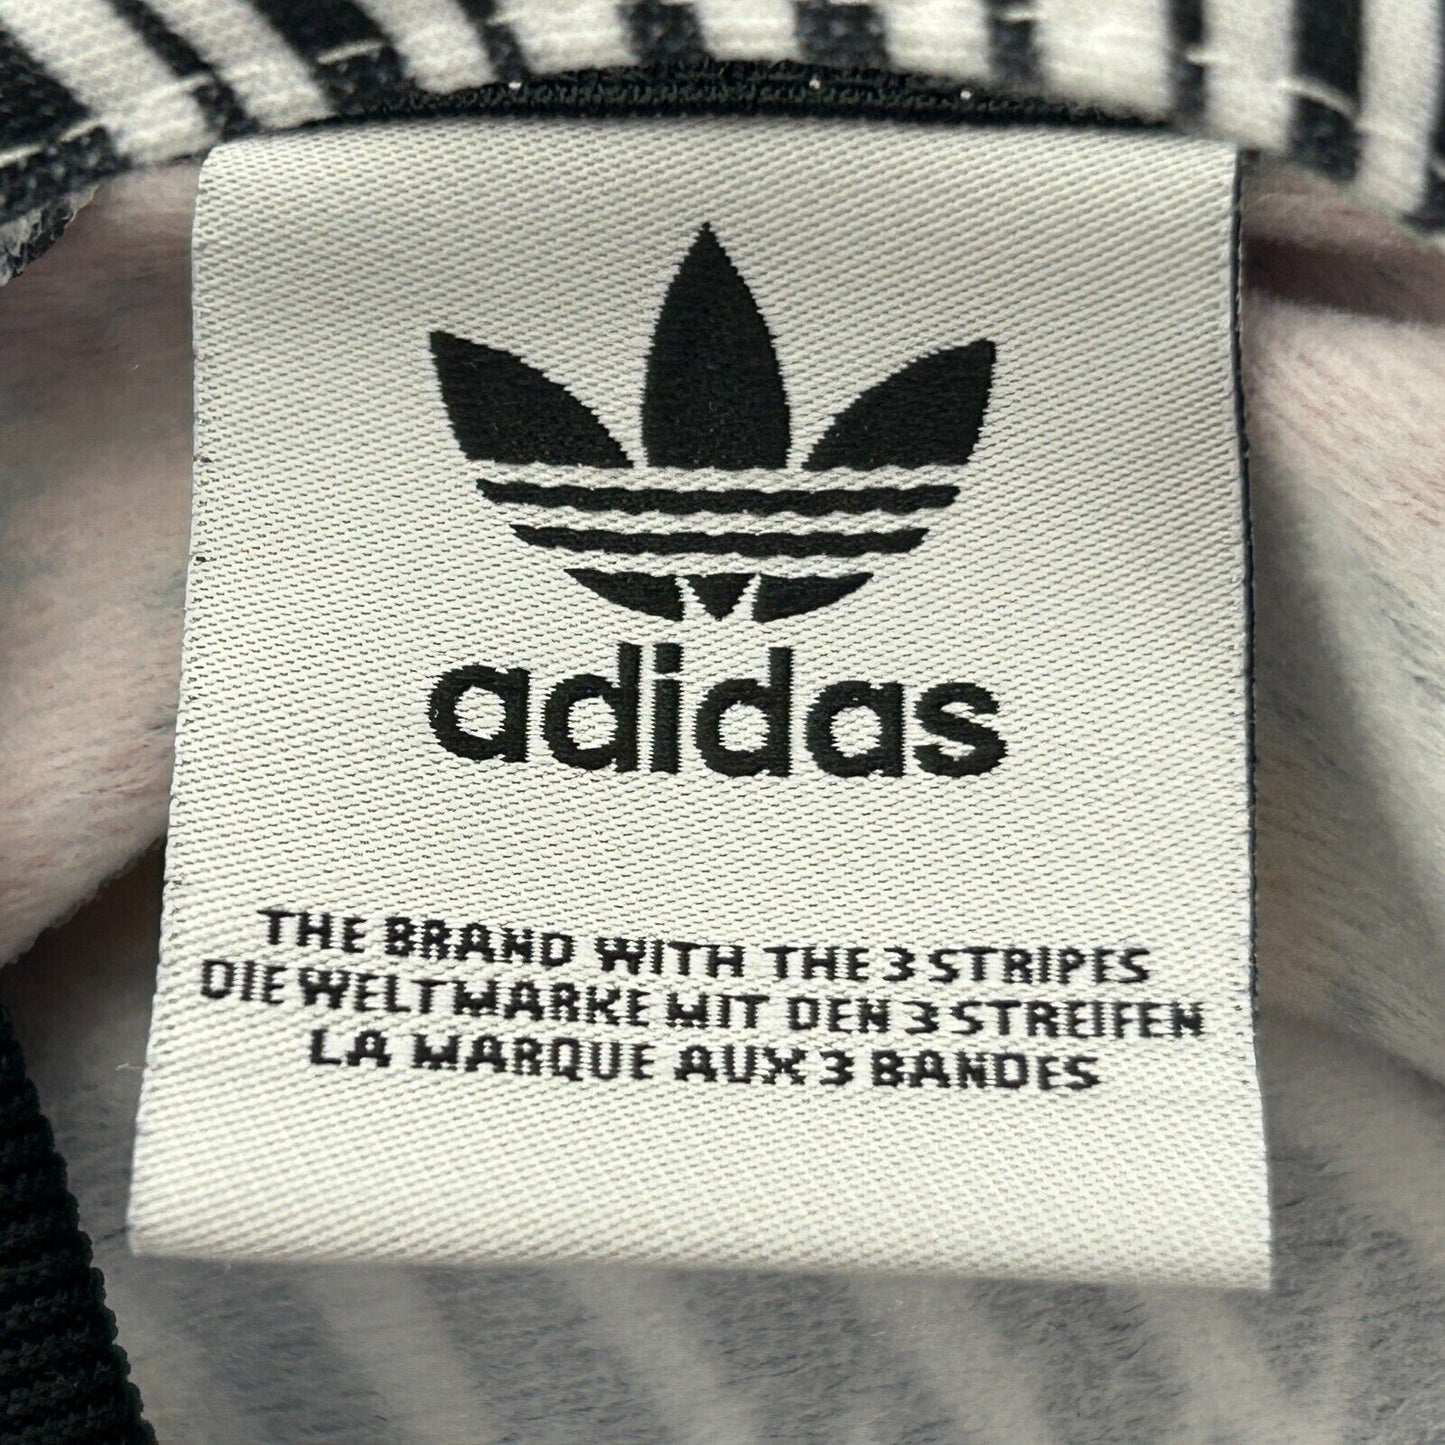 adidas
THE BRAND WITH THE 3 STRIPES
DIE WELTMARKE MIT DEN 3 STREIFEN
LA MARQUE AUX 3 BANDES